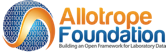 Allotrope
Foundation
Building an Open Framework for Laboratory Data